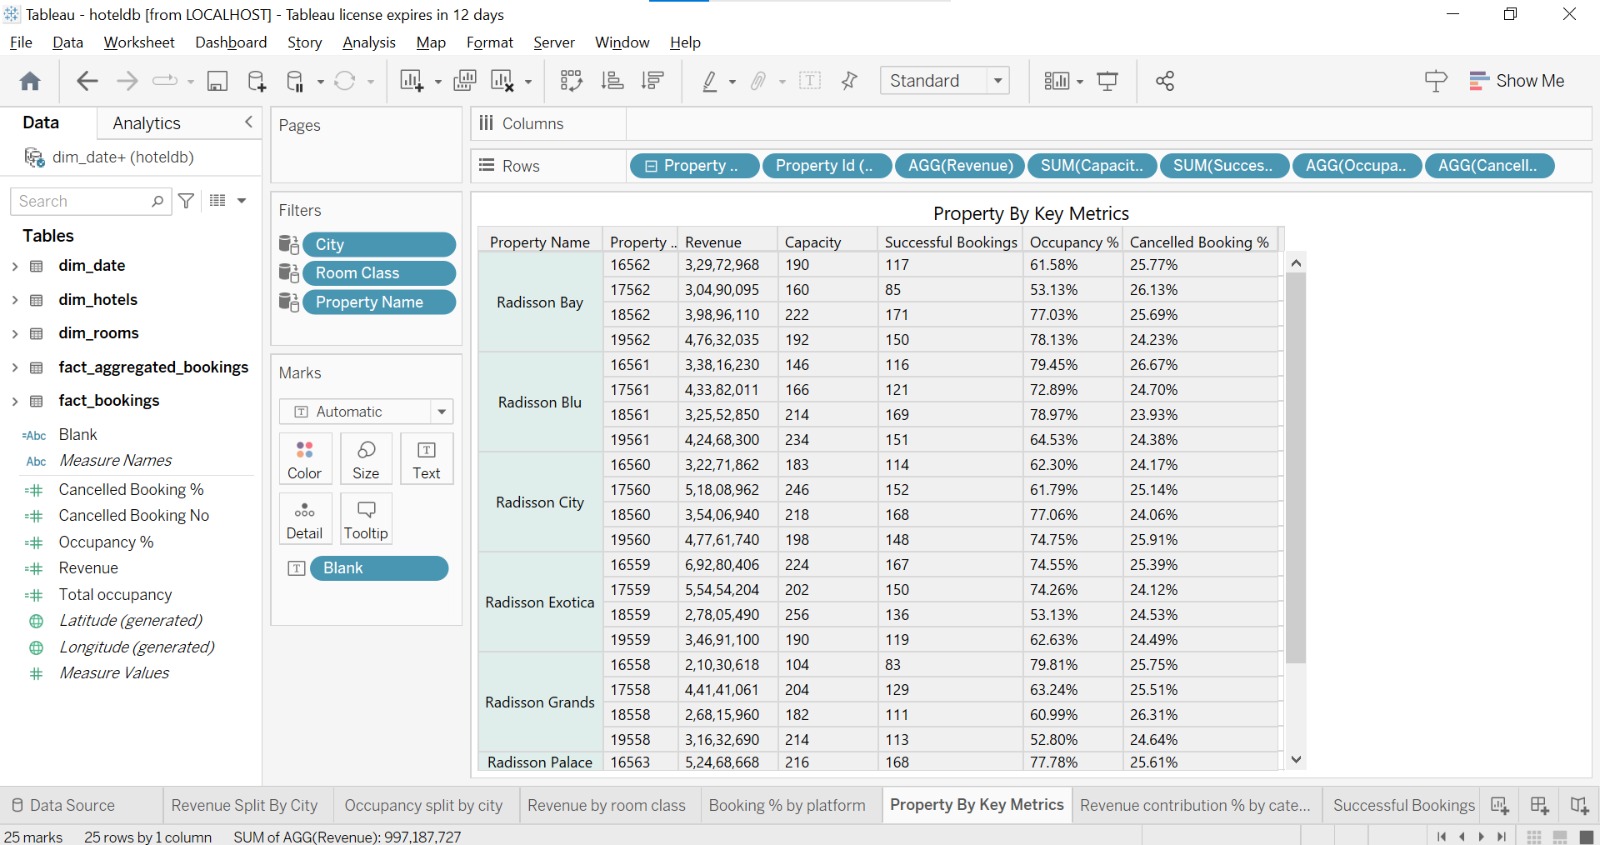 Tableau - hoteldb [from LOCALHOST] - Tableau license expires in 12 days
File Data Worksheet Dashboard Story Analysis Map Format Server Window Help
Standard
Show Me
Data Analytics
dim_date+ (hoteldb)
Search
Tables
dim_date
dim_hotels
dim_rooms
fact_aggregated_bookings
fact_bookings
=Abc Blank
Abc Measure Names
=# Cancelled Booking %
=# Cancelled Booking No
=# Occupancy %
=# Revenue
=# Total occupancy
Latitude (generated)
Longitude (generated)
# Measure Values
Pages
Filters
City
Room Class
Property Name
Marks
T Automatic
Color Size Text
Detail Tooltip
T Blank
Columns
Rows Property .. Property Id (.. AGG(Revenue) SUM(Capacit.. SUM(Succes.. AGG(Occupa.. AGG(Cancell..
Property By Key Metrics
Property Name Property .. Revenue Capacity Successful Bookings Occupancy % Cancelled Booking %
Radisson Bay
16562 3,29,72,968 190 117 61.58% 25.77%
17562 3,04,90,095 160 85 53.13% 26.13%
18562 3,98,96,110 222 171 77.03% 25.69%
19562 4,76,32,035 192 150 78.13% 24.23%
Radisson Blu
16561 3,38,16,230 146 116 79.45% 26.67%
17561 4,33,82,011 166 121 72.89% 24.70%
18561 3,25,52,850 214 169 78.97% 23.93%
19561 4,24,68,300 234 151 64.53% 24.38%
Radisson City
16560 3,22,71,862 183 114 62.30% 24.17%
17560 5,18,08,962 246 152 61.79% 25.14%
18560 3,54,06,940 218 168 77.06% 24.06%
19560 4,77,61,740 198 148 74.75% 25.91%
Radisson Exotica
16559 6,92,80,406 224 167 74.55% 25.39%
17559 5,54,54,204 202 150 74.26% 24.12%
18559 2,78,05,490 256 136 53.13% 24.53%
19559 3,46,91,100 190 119 62.63% 24.49%
Radisson Grands
16558 2,10,30,618 104 83 79.81% 25.75%
17558 4,41,41,061 204 129 63.24% 25.51%
18558 2,68,15,960 182 111 60.99% 26.31%
19558 3,16,32,690 214 113 52.80% 24.64%
Radisson Palace 16563 5,24,68,668 216 168 77.78% 25.61%
Data Source Revenue Split By City Occupancy split by city Revenue by room class Booking % by platform Property By Key Metrics Revenue contribution % by cate... Successful Bookings
25 marks 25 rows by 1 column SUM of AGG(Revenue): 997,187,727